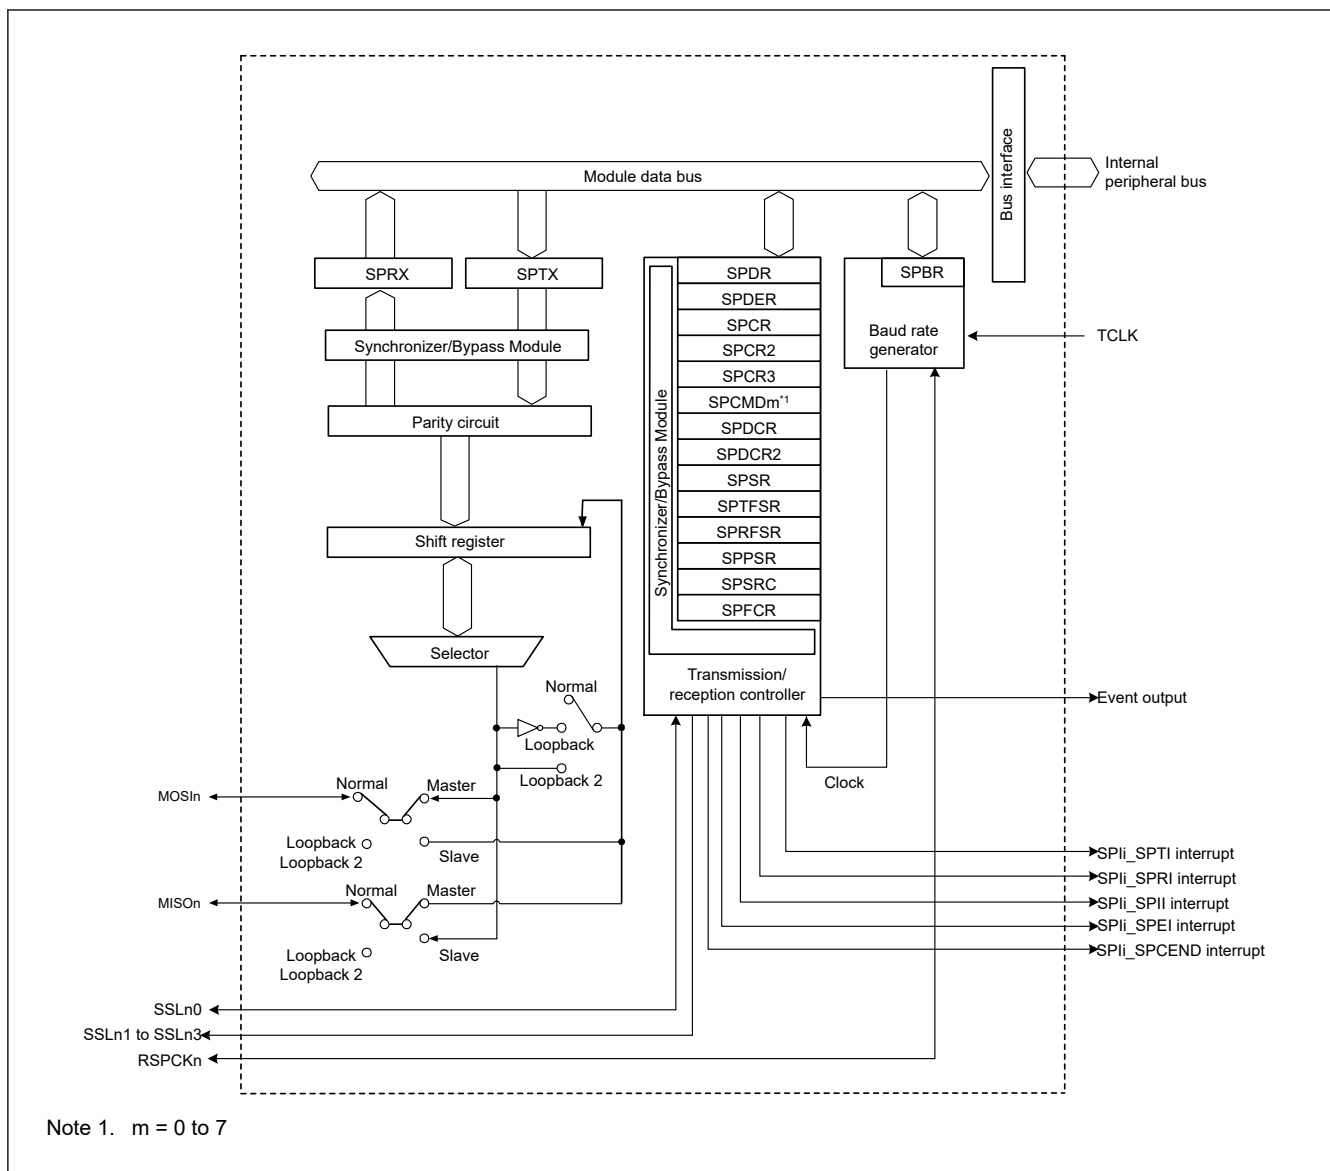 Bus interface
Internal
peripheral bus
Module data bus
SPRX
SPTX
Synchronizer/Bypass Module
Parity circuit
Shift register
Selector
Synchronizer/Bypass Module
SPDR
SPDER
SPCR
SPCR2
SPCR3
SPCMDm*1
SPDCR
SPDCR2
SPSR
SPTFSR
SPRFSR
SPPSR
SPSRC
SPFCR
Transmission/
reception controller
SPBR
Baud rate
generator
TCLK
Event output
Clock
Normal
Loopback
Loopback 2
MOSIn
Normal
Master
Loopback
Loopback 2
Slave
MISOn
Normal
Master
Loopback
Loopback 2
Slave
SPIi_SPTI interrupt
SPIi_SPRI interrupt
SPIi_SPII interrupt
SPIi_SPEI interrupt
SPIi_SPCEND interrupt
SSLn0
SSLn1 to SSLn3
RSPCKn
Note 1. m = 0 to 7